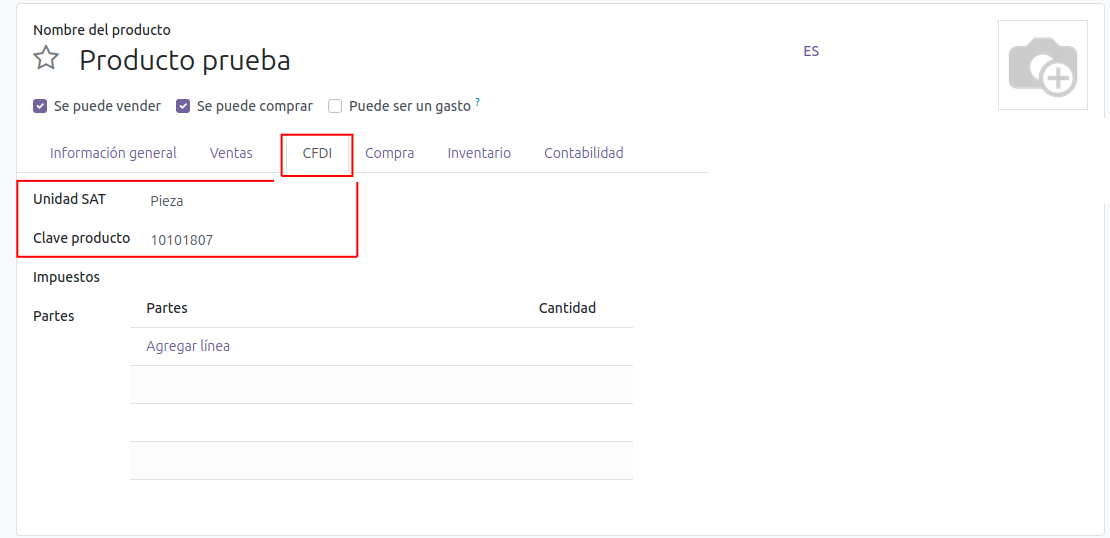 Nombre del producto
Producto prueba
ES
Se puede vender Se puede comprar Puede ser un gasto ?
Información general Ventas CFDI Compra Inventario Contabilidad
Unidad SAT Pieza
Clave producto 10101807
Impuestos
Partes Partes Cantidad
Agregar línea